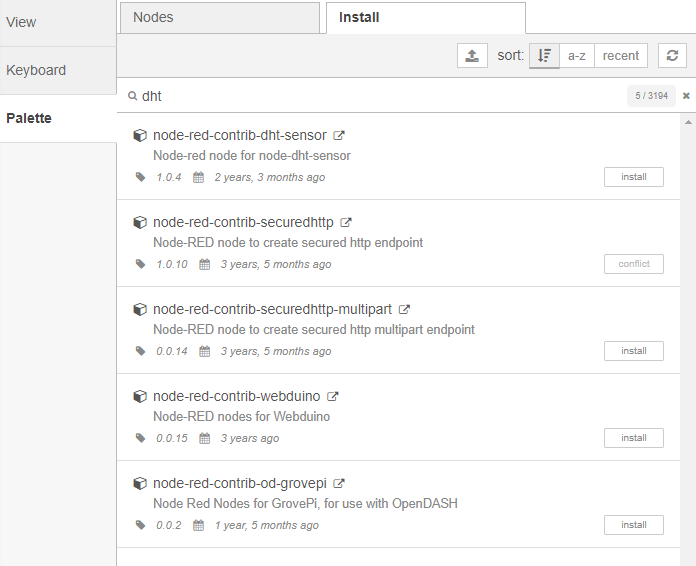 View
Keyboard
Palette
Nodes
Install
sort: a-z recent
dht
5 / 3194
node-red-contrib-dht-sensor
Node-red node for node-dht-sensor
1.0.4 2 years, 3 months ago
install
node-red-contrib-securedhttp
Node-RED node to create secured http endpoint
1.0.10 3 years, 5 months ago
conflict
node-red-contrib-securedhttp-multipart
Node-RED node to create secured http multipart endpoint
0.0.14 3 years, 5 months ago
install
node-red-contrib-webduino
Node-RED nodes for Webduino
0.0.15 3 years ago
install
node-red-contrib-od-grovepi
Node Red Nodes for GrovePi, for use with OpenDASH
0.0.2 1 year, 5 months ago
install